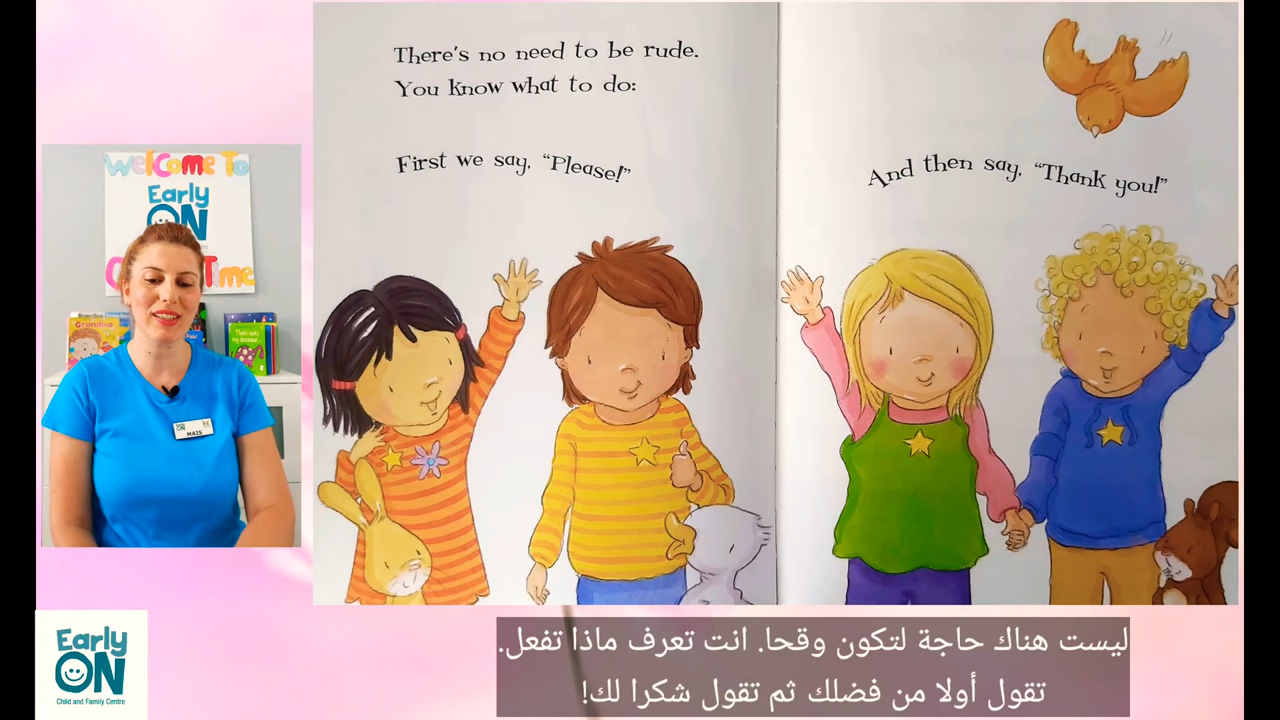 There's no need to be rude.
You know what to do:
First we say, “Please!”
And then say, “Thank you!”
WELCOME TO
Early
ON
Time
Grandma
MAIS
ليست هناك حاجة لتكون وقحا. انت تعرف ماذا تفعل.
تقول أولا من فضلك ثم تقول شكرا لك!
Early
ON
Child and Family Centre